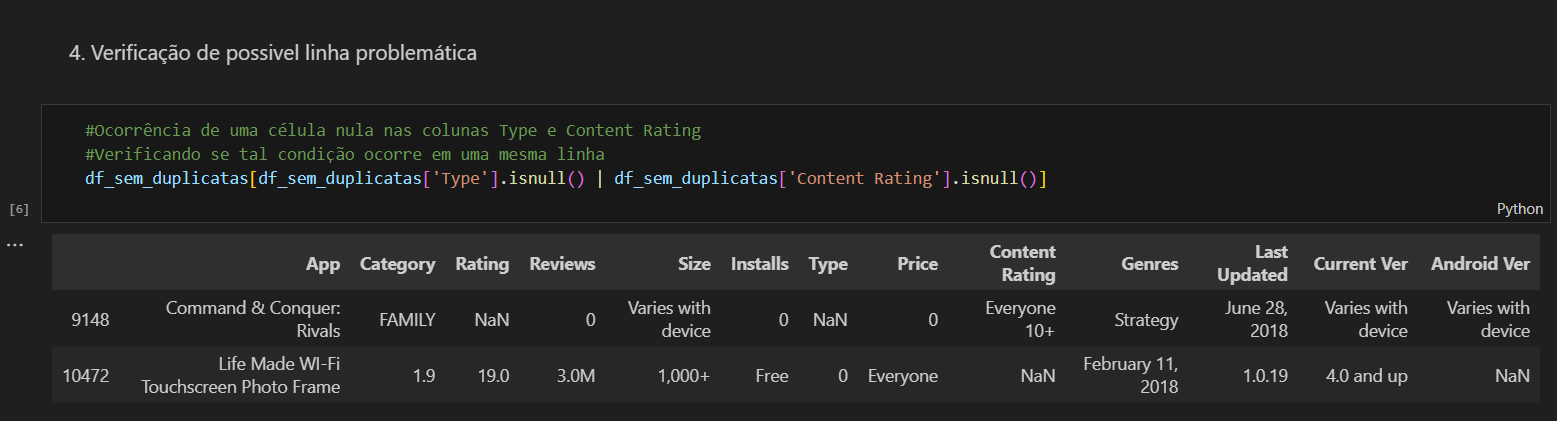 4. Verificação de possivel linha problemática
#Ocorrência de uma célula nula nas colunas Type e Content Rating
#Verificando se tal condição ocorre em uma mesma linha
df_sem_duplicatas[df_sem_duplicatas['Type'].isnull() | df_sem_duplicatas['Content Rating'].isnull()]
[6]
Python
...
App Category Rating Reviews Size Installs Type Price Content Rating Genres Last Updated Current Ver Android Ver
9148 Command & Conquer: Rivals FAMILY NaN 0 Varies with device 0 NaN 0 Everyone 10+ Strategy June 28, 2018 Varies with device Varies with device
10472 Life Made WI-Fi Touchscreen Photo Frame 1.9 19.0 3.0M 1,000+ Free 0 Everyone NaN February 11, 2018 1.0.19 4.0 and up NaN